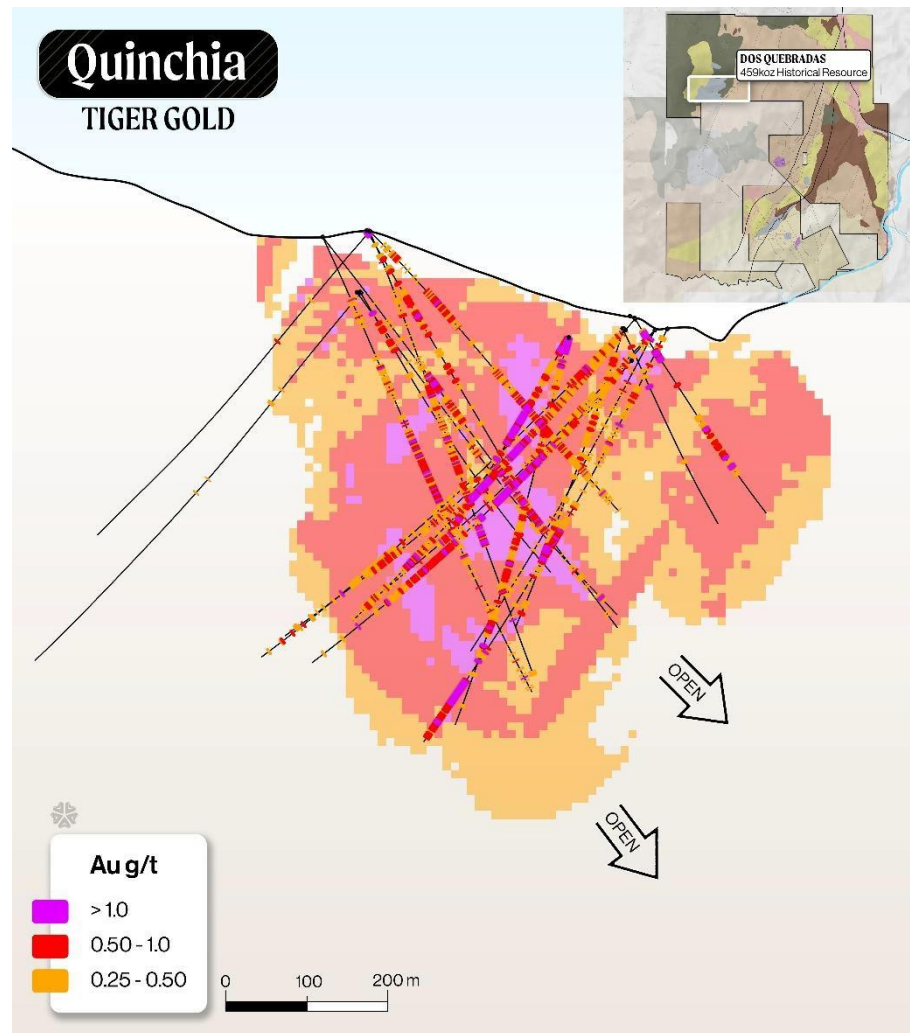 Quinchia
TIGER GOLD
DOS QUEBRADAS
459koz Historical Resource
OPEN
OPEN
Au g/t
> 1.0
0.50 - 1.0
0.25 - 0.50
0 100 200 m